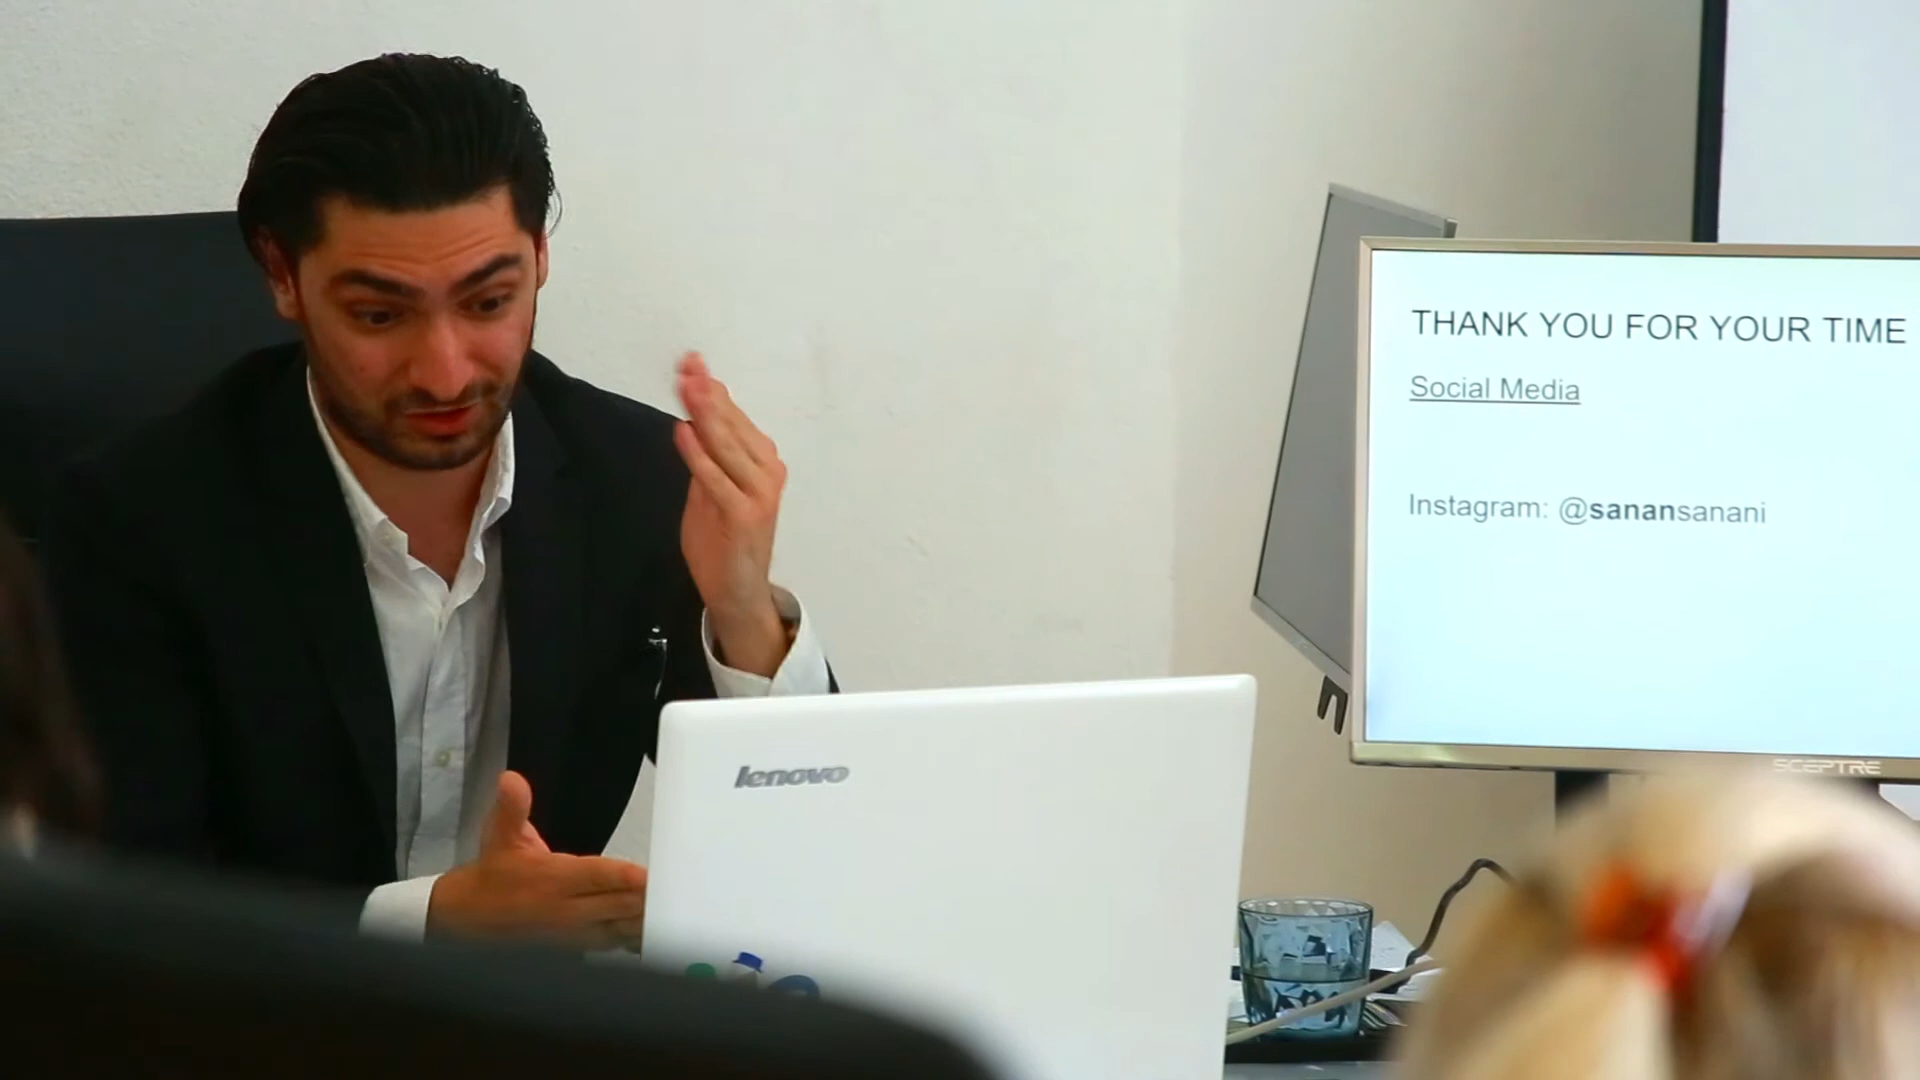 THANK YOU FOR YOUR TIME
Social Media
Instagram: @sanansanani
SCEPTRE
lenovo